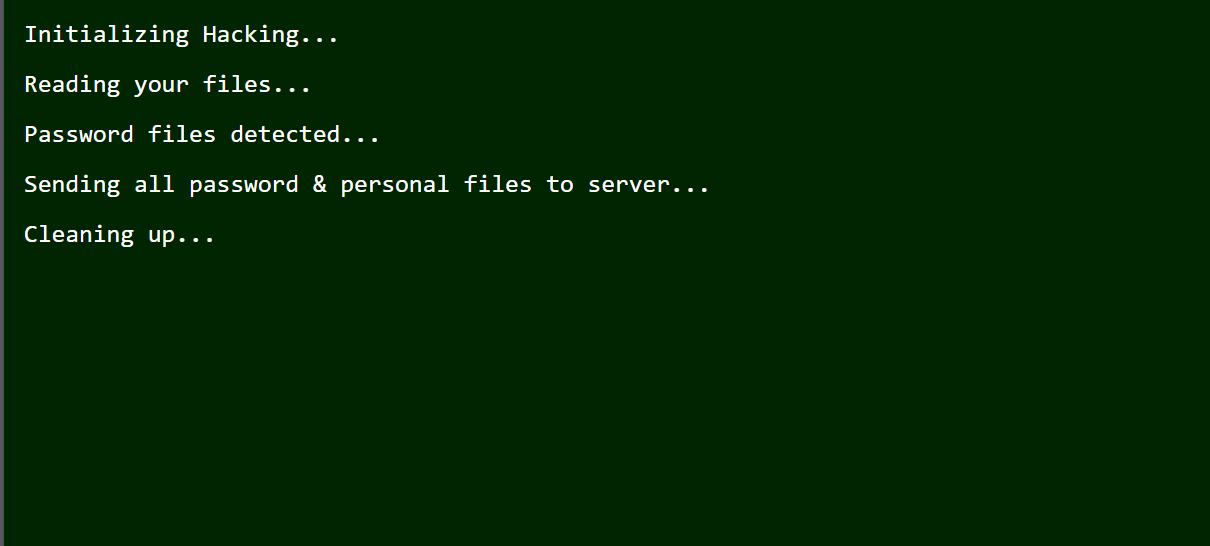 Initializing Hacking...
Reading your files...
Password files detected...
Sending all password & personal files to server...
Cleaning up...